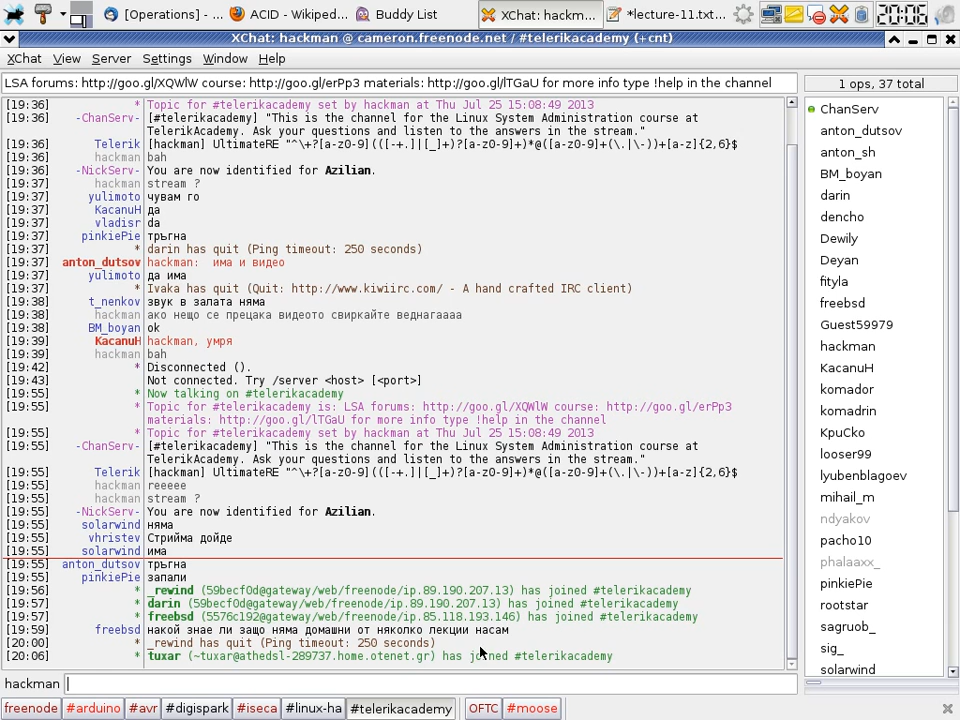 [Operations] - ...
ACID - Wikiped...
Buddy List
XChat: hackm...
*lecture-11.txt...
20:06
XChat: hackman @ cameron.freenode.net / #telerikacademy (+cnt)
XChat View Server Settings Window Help
LSA forums: http://goo.gl/XQWlW course: http://goo.gl/erPp3 materials: http://goo.gl/lTGaU for more info type !help in the channel
1 ops, 37 total
[19:36] * Topic for #telerikacademy set by hackman at Thu Jul 25 15:08:49 2013
[19:36] -ChanServ- [#telerikacademy] "This is the channel for the Linux System Administration course at
TelerikAcademy. Ask your questions and listen to the answers in the stream."
[19:36] Telerik [hackman] UltimateRE "^\+?[a-z0-9](([-+.]|[_]+)?[a-z0-9]+)*@([a-z0-9]+(\.|\-))+[a-z]{2,6}$
[19:36] hackman bah
[19:36] -NickServ- You are now identified for Azilian.
[19:37] hackman stream ?
[19:37] yulimoto чувам го
[19:37] KacanuH да
[19:37] vladisr da
[19:37] pinkiePie тръгна
[19:37] * darin has quit (Ping timeout: 250 seconds)
[19:37] anton_dutsov hackman: има и видео
[19:37] yulimoto да има
[19:37] * Ivaka has quit (Quit: http://www.kiwiirc.com/ - A hand crafted IRC client)
[19:38] t_nenkov звук в залата няма
[19:38] hackman ако нещо се прецака видеото свиркайте веднагаааа
[19:38] BM_boyan ok
[19:39] KacanuH hackman, умря
[19:39] hackman bah
[19:42] * Disconnected ().
[19:43] Not connected. Try /server <host> [<port>]
[19:55] * Now talking on #telerikacademy
[19:55] * Topic for #telerikacademy is: LSA forums: http://goo.gl/XQWlW course: http://goo.gl/erPp3
materials: http://goo.gl/lTGaU for more info type !help in the channel
[19:55] * Topic for #telerikacademy set by hackman at Thu Jul 25 15:08:49 2013
[19:55] -ChanServ- [#telerikacademy] "This is the channel for the Linux System Administration course at
TelerikAcademy. Ask your questions and listen to the answers in the stream."
[19:55] Telerik [hackman] UltimateRE "^\+?[a-z0-9](([-+.]|[_]+)?[a-z0-9]+)*@([a-z0-9]+(\.|\-))+[a-z]{2,6}$
[19:55] hackman reeeee
[19:55] hackman stream ?
[19:55] -NickServ- You are now identified for Azilian.
[19:55] solarwind няма
[19:55] vhristev Стрийма дойде
[19:55] solarwind има
[19:55] anton_dutsov тръгна
[19:55] pinkiePie запали
[19:56] * _rewind (59becf0d@gateway/web/freenode/ip.89.190.207.13) has joined #telerikacademy
[19:57] * darin (59becf0d@gateway/web/freenode/ip.89.190.207.13) has joined #telerikacademy
[19:57] * freebsd (5576c192@gateway/web/freenode/ip.85.118.193.146) has joined #telerikacademy
[19:59] freebsd някой знае ли защо няма домашни от няколко лекции насам
[20:00] * _rewind has quit (Ping timeout: 250 seconds)
[20:06] * tuxar (~tuxar@athedsl-289737.home.otenet.gr) has joined #telerikacademy
ChanServ
anton_dutsov
anton_sh
BM_boyan
darin
dencho
Dewily
Deyan
fityla
freebsd
Guest59979
hackman
KacanuH
komador
komadrin
KpuCko
looser99
lyubenblagoev
mihail_m
ndyakov
pacho10
phalaaxx_
pinkiePie
rootstar
sagruob_
sig_
solarwind
hackman
freenode #arduino #avr #digispark #iseca #linux-ha #telerikacademy OFTC #moose